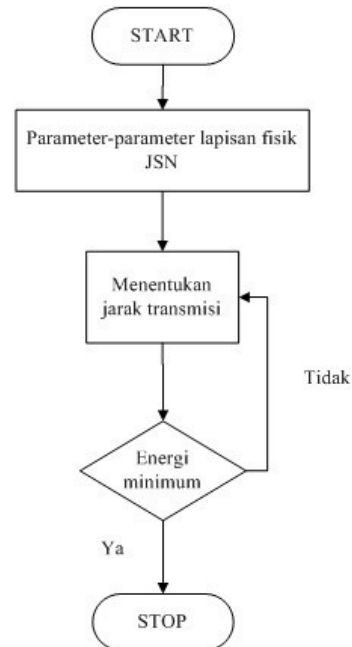 START
Parameter-parameter lapisan fisik
JSN
Menentukan
jarak transmisi
Tidak
Energi
minimum
Ya
STOP